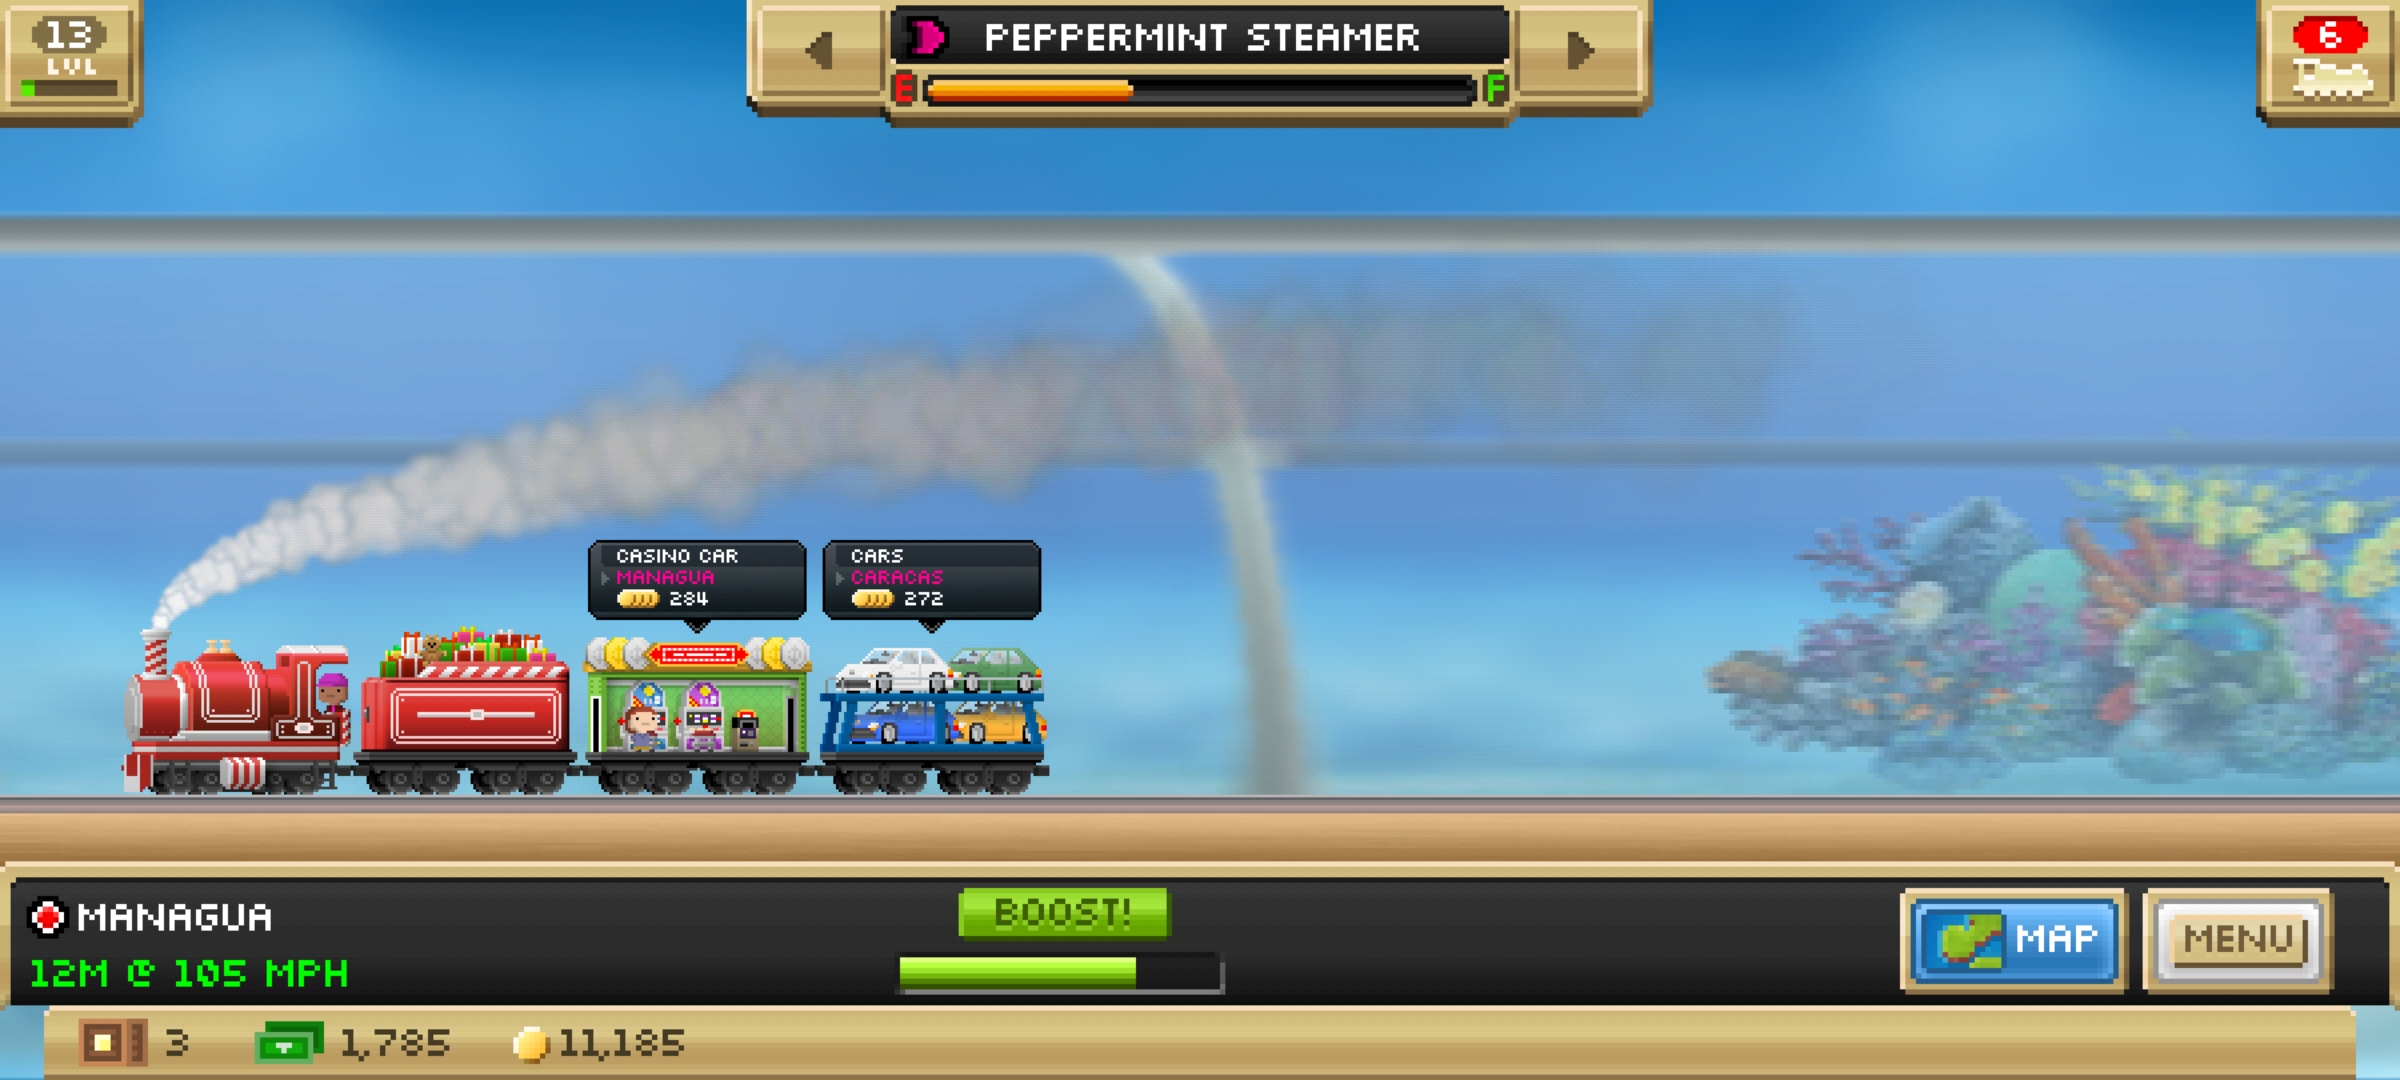 13
LVL
PEPPERMINT STEAMER
E F
6
CASINO CAR
MANAGUA
284
CARS
CARACAS
272
MANAGUA
12M @ 105 MPH
BOOST!
MAP
MENU
3
1,785
11,185